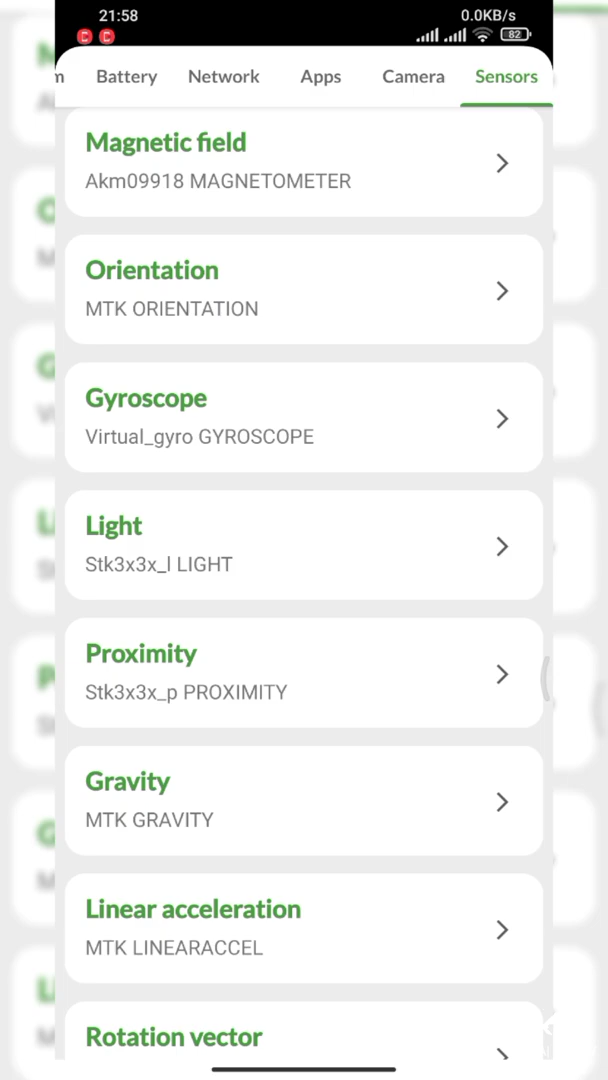 21:58
0.0KB/s
82
Battery
Network
Apps
Camera
Sensors
Magnetic field
Akm09918 MAGNETOMETER
Orientation
MTK ORIENTATION
Gyroscope
Virtual_gyro GYROSCOPE
Light
Stk3x3x_l LIGHT
Proximity
Stk3x3x_p PROXIMITY
Gravity
MTK GRAVITY
Linear acceleration
MTK LINEARACCEL
Rotation vector